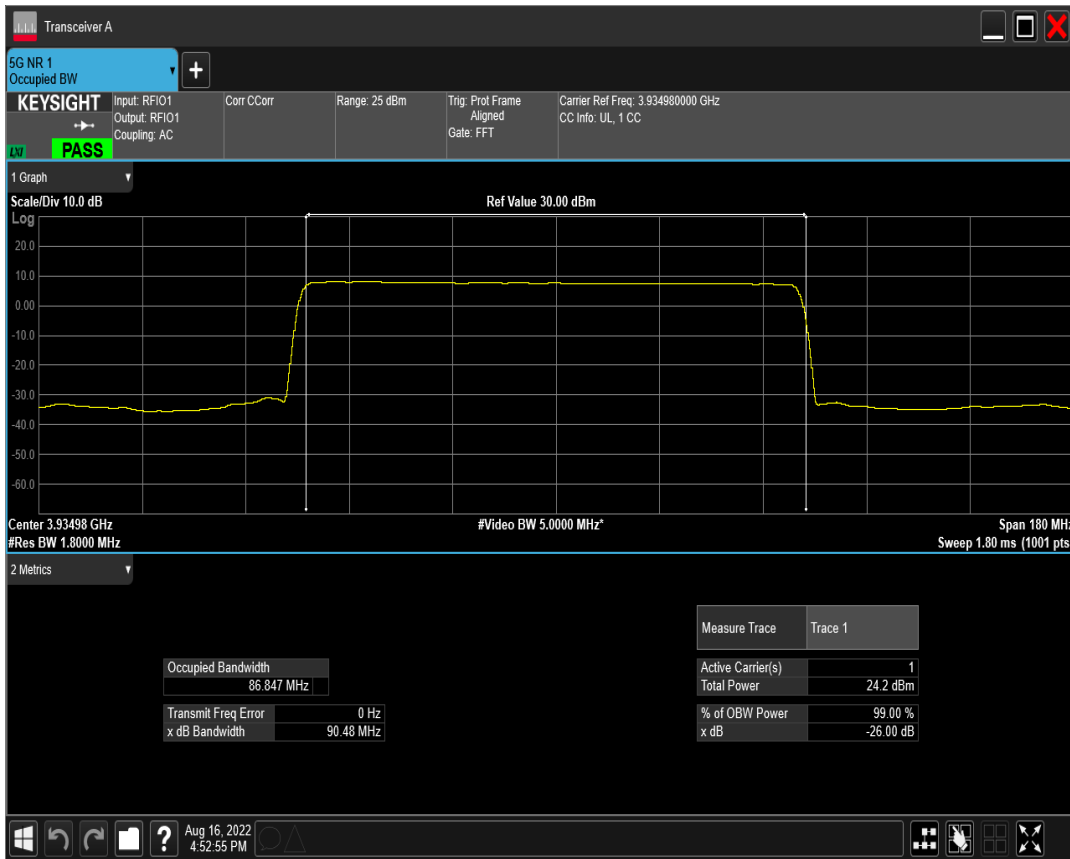 Transceiver A
5G NR 1
Occupied BW
+
KEYSIGHT
LXI
PASS
Input: RFIO1
Output: RFIO1
Coupling: AC
Corr CCorr
Range: 25 dBm
Trig: Prot Frame
Aligned
Gate: FFT
Carrier Ref Freq: 3.934980000 GHz
CC Info: UL, 1 CC
1 Graph
Scale/Div 10.0 dB
Ref Value 30.00 dBm
Log
20.0
10.0
0.00
-10.0
-20.0
-30.0
-40.0
-50.0
-60.0
Center 3.93498 GHz
#Video BW 5.0000 MHz*
Span 180 MHz
#Res BW 1.8000 MHz
Sweep 1.80 ms (1001 pts
2 Metrics
Measure Trace Trace 1
Occupied Bandwidth
86.847 MHz
Transmit Freq Error 0 Hz
x dB Bandwidth 90.48 MHz
Active Carrier(s) 1
Total Power 24.2 dBm
% of OBW Power 99.00 %
x dB -26.00 dB
?
Aug 16, 2022
4:52:55 PM